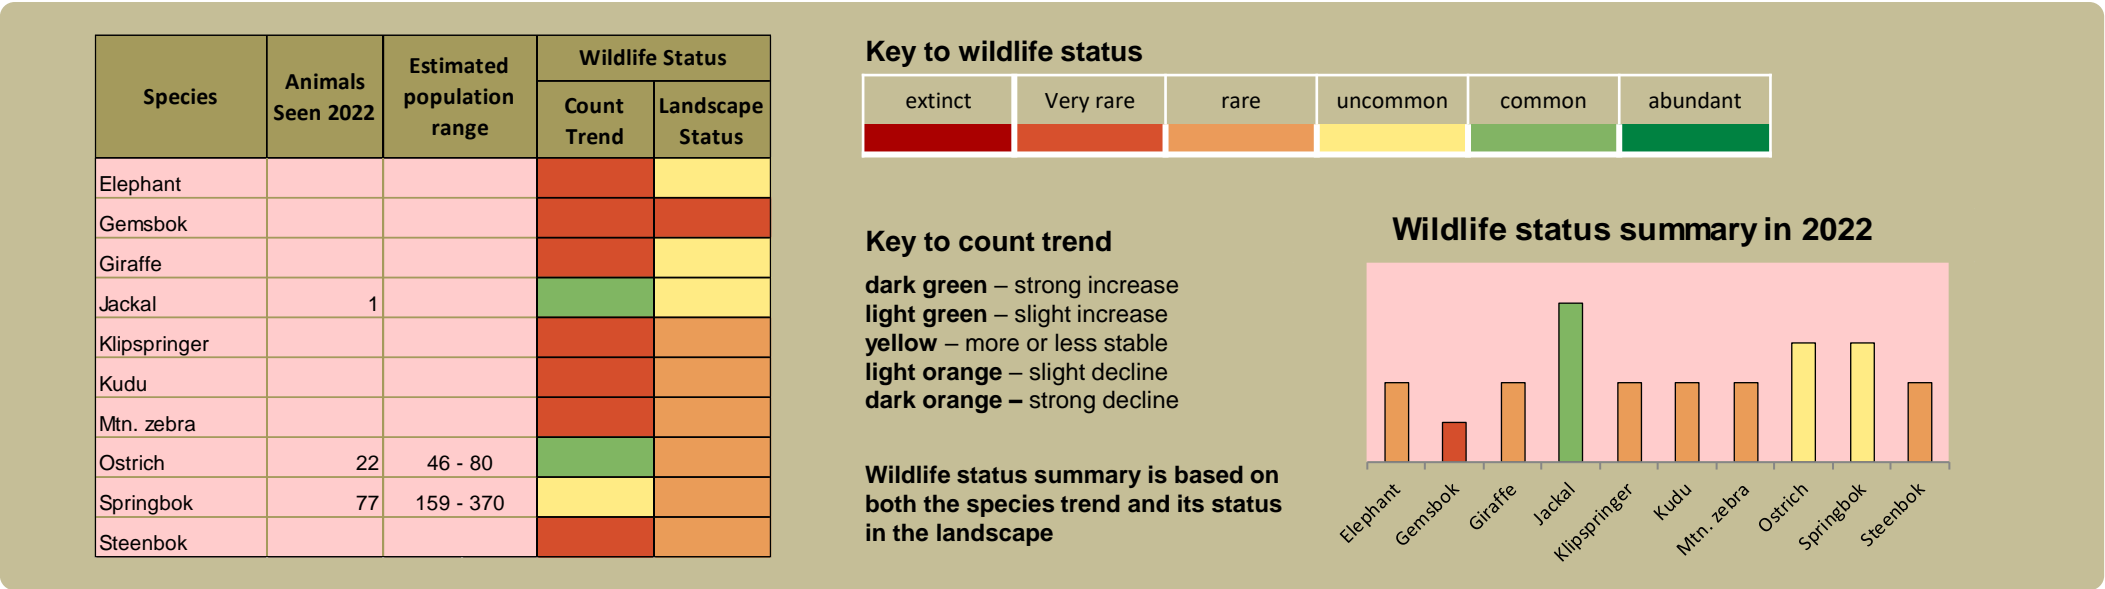 Species
Animals
Seen 2022
Estimated
population
range
Wildlife Status
Count
Trend
Landscape
Status
Elephant
Gemsbok
Giraffe
Jackal 1
Klipspringer
Kudu
Mtn. zebra
Ostrich 22 46 - 80
Springbok 77 159 - 370
Steenbok
Key to wildlife status
extinct Very rare rare uncommon common abundant
Key to count trend
dark green – strong increase
light green – slight increase
yellow – more or less stable
light orange – slight decline
dark orange – strong decline
Wildlife status summary is based on
both the species trend and its status
in the landscape
Wildlife status summary in 2022
Elephant
Gemsbok
Giraffe
Jackal
Klipspringer
Kudu
Mtn. zebra
Ostrich
Springbok
Steenbok